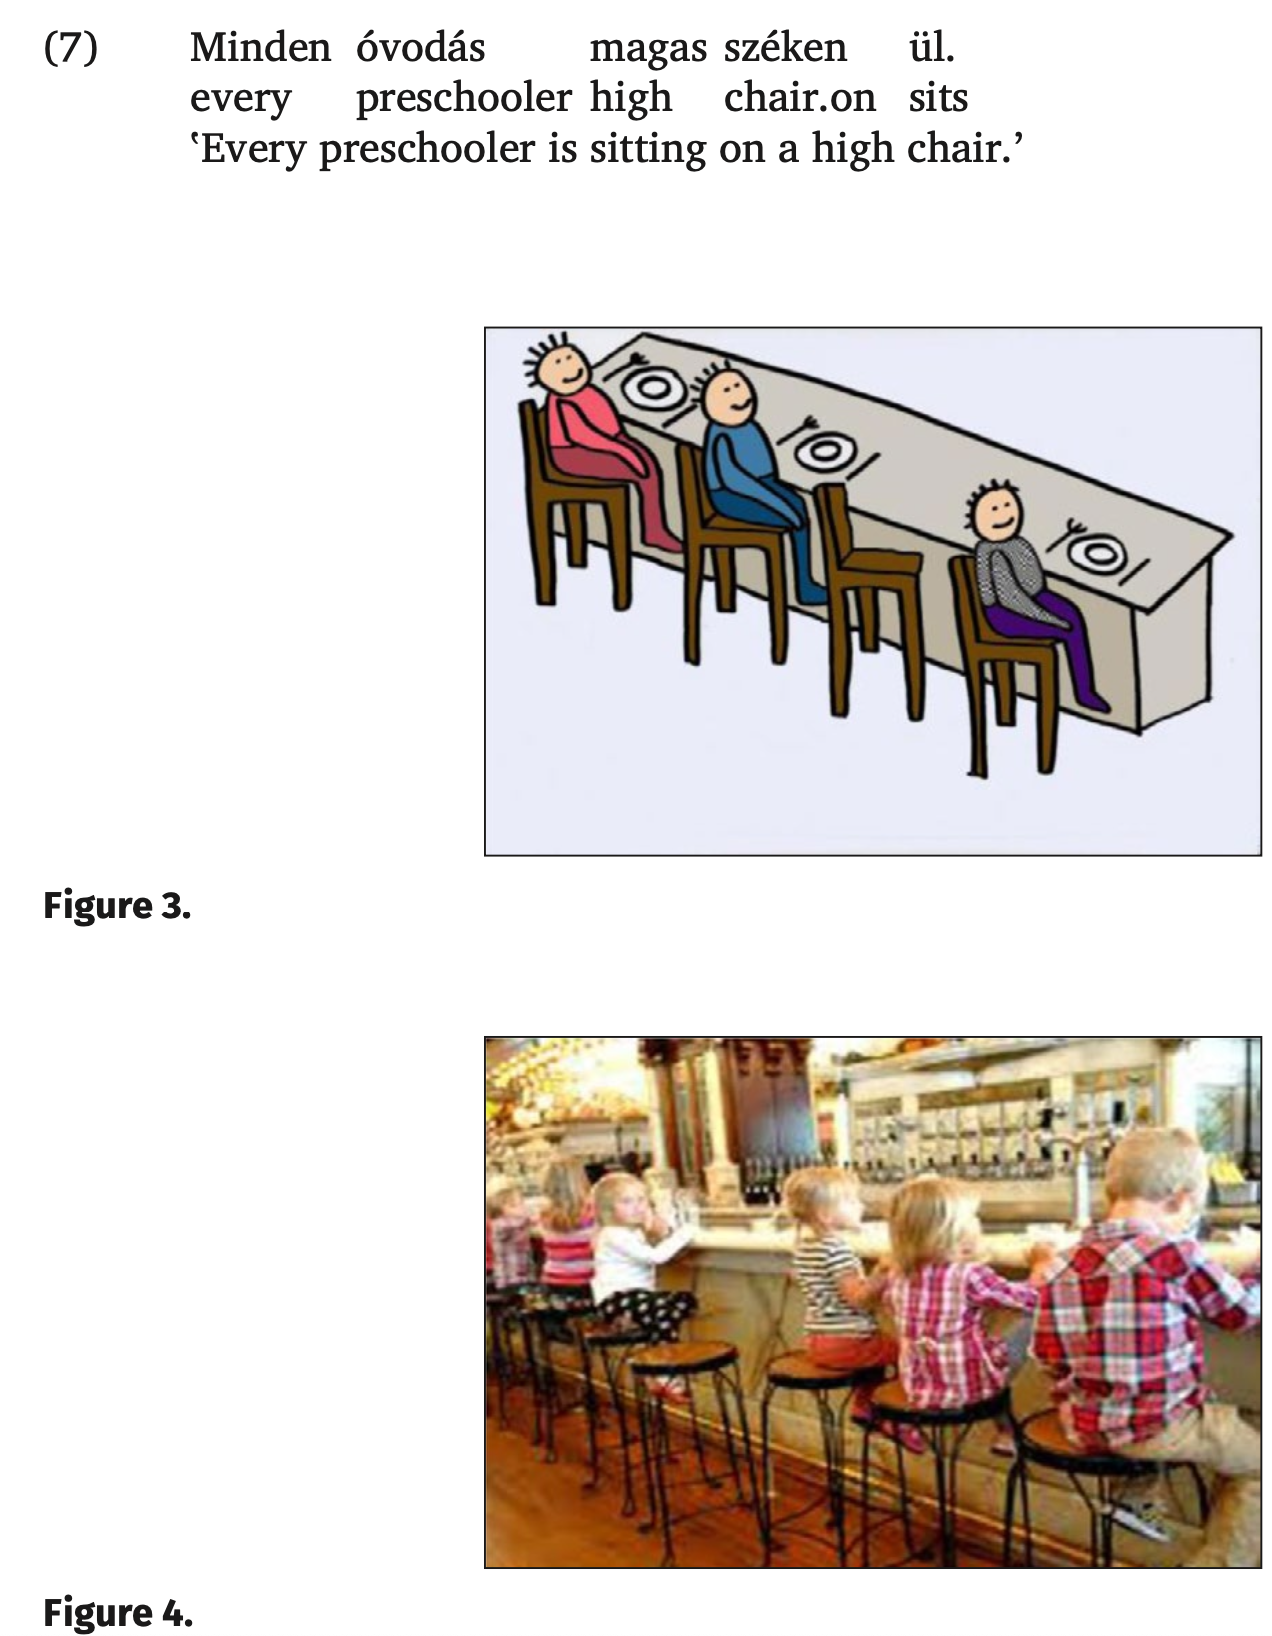 (7) Minden óvodás magas széken ül.
every preschooler high chair.on sits
‘Every preschooler is sitting on a high chair.’
Figure 3.
Figure 4.